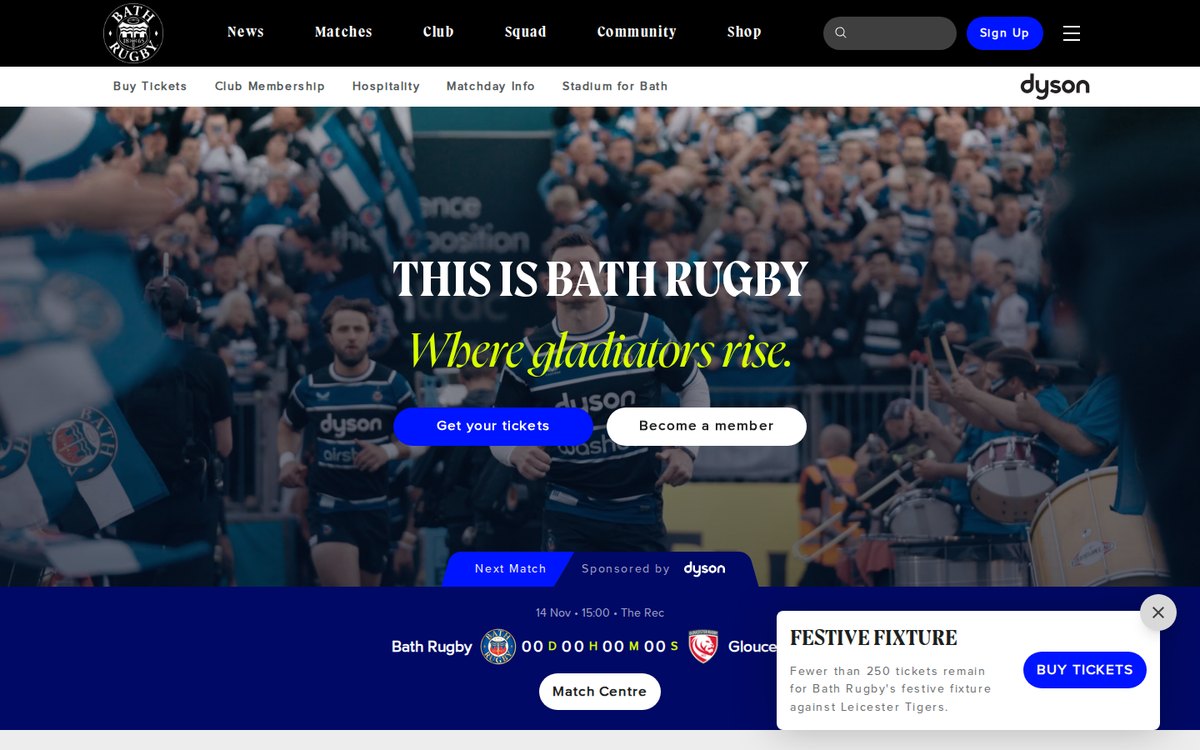 BATH
RUGBY
News
Matches
Club
Squad
Community
Shop
Sign Up
Buy Tickets
Club Membership
Hospitality
Matchday Info
Stadium for Bath
dyson
THIS IS BATH RUGBY
Where gladiators rise.
dyson
dyson
Get your tickets
Become a member
Next Match
Sponsored by dyson
14 Nov • 15:00 • The Rec
Bath Rugby
00 D 00 H 00 M 00 S
Glouce
Match Centre
FESTIVE FIXTURE
Fewer than 250 tickets remain
for Bath Rugby's festive fixture
against Leicester Tigers.
BUY TICKETS